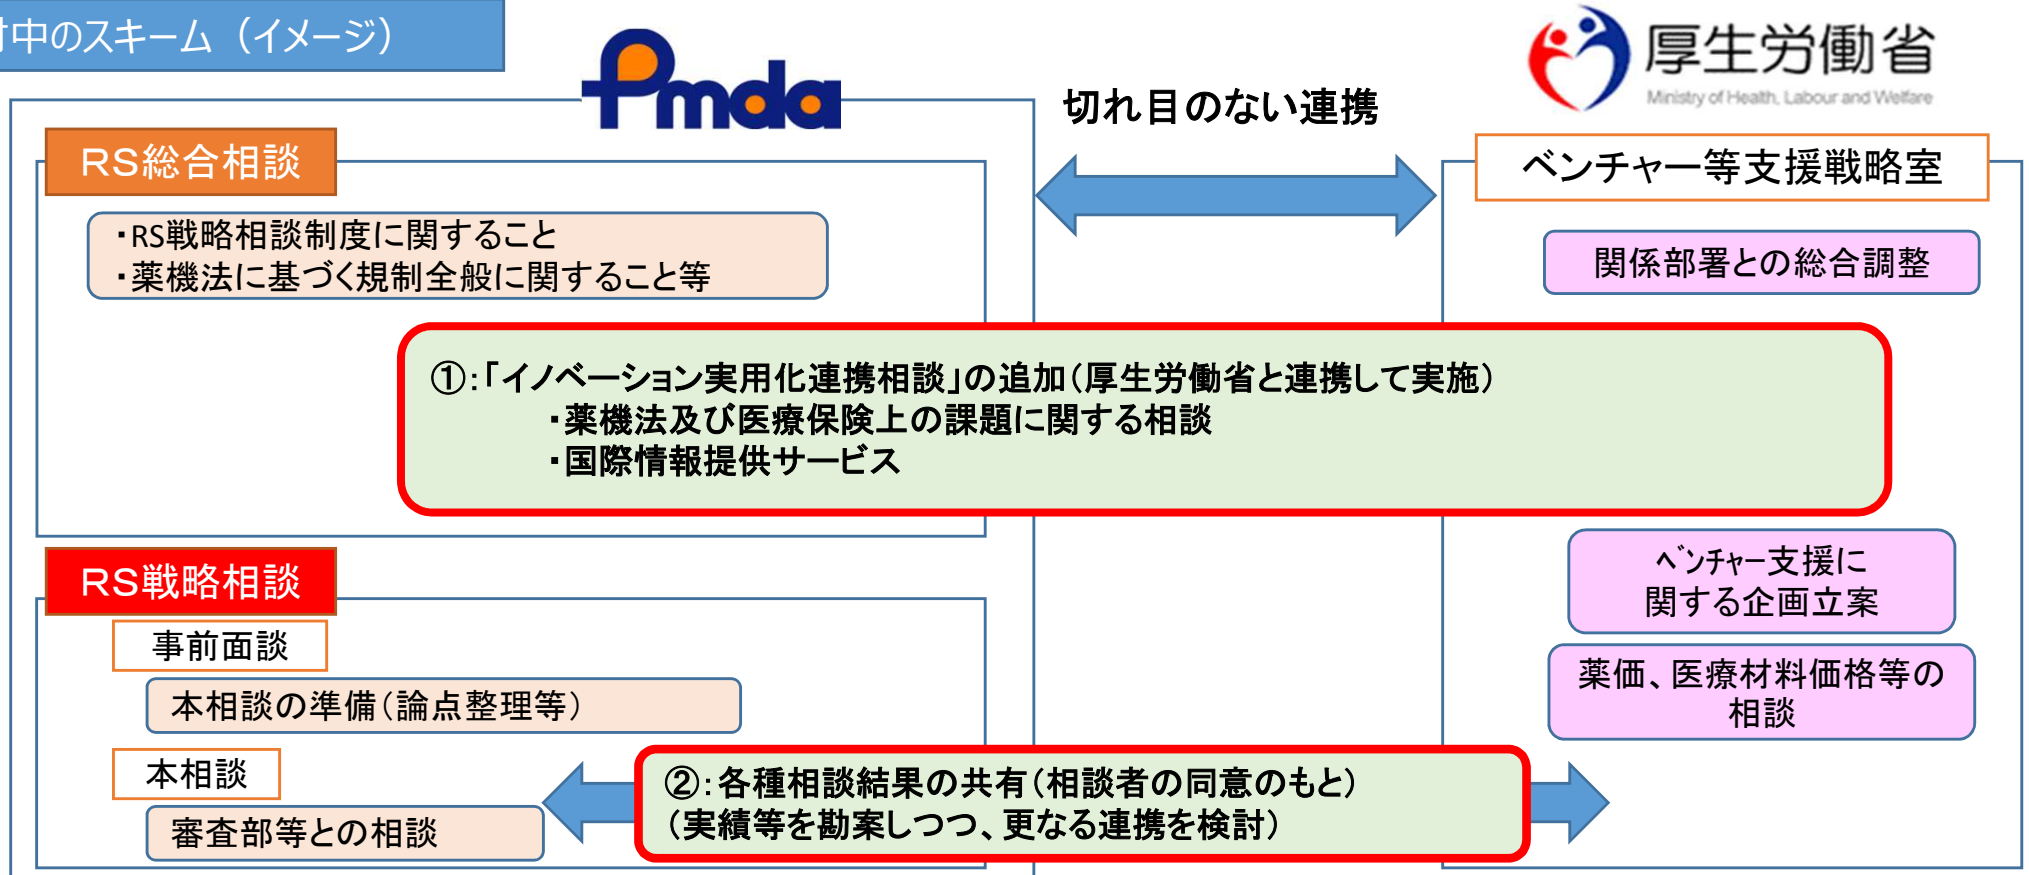 中のスキーム（イメージ）
Pmda
厚生労働省
Ministry of Health, Labour and Welfare
切れ目のない連携
RS総合相談
・RS戦略相談制度に関すること
・薬機法に基づく規制全般に関すること等
ベンチャー等支援戦略室
関係部署との総合調整
①：「イノベーション実用化連携相談」の追加（厚生労働省と連携して実施）
・薬機法及び医療保険上の課題に関する相談
・国際情報提供サービス
RS戦略相談
事前面談
本相談の準備（論点整理等）
本相談
審査部等との相談
ベンチャー支援に
関する企画立案
薬価、医療材料価格等の
相談
②：各種相談結果の共有（相談者の同意のもと）
（実績等を勘案しつつ、更なる連携を検討）